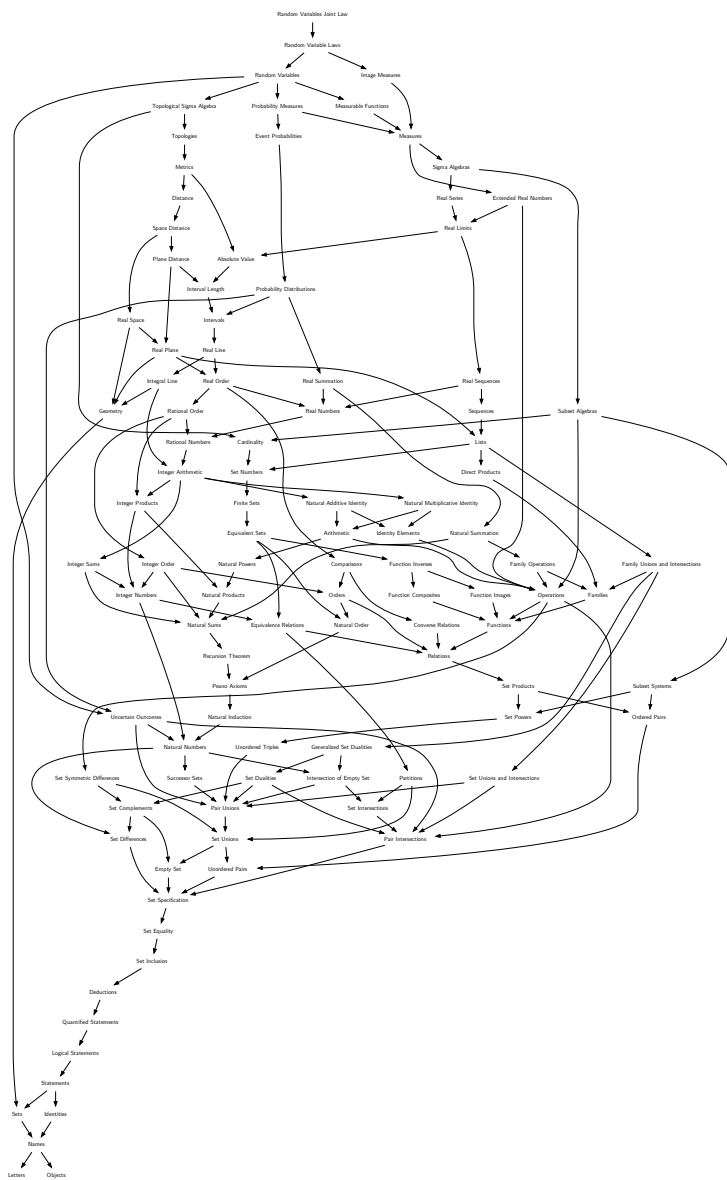 Random Variables Joint Law
Random Variable Laws
Random Variables
Image Measures
Topological Sigma Algebra
Probability Measures
Measurable Functions
Topologies
Event Probabilities
Measures
Metrics
Sigma Algebras
Distance
Real Series
Extended Real Numbers
Space Distance
Real Limits
Plane Distance
Absolute Value
Interval Length
Probability Distributions
Real Space
Intervals
Real Plane
Real Line
Integral Line
Real Order
Real Summation
Real Sequences
Geometry
Rational Order
Real Numbers
Sequences
Subset Algebras
Rational Numbers
Cardinality
Lists
Integer Arithmetic
Set Numbers
Direct Products
Integer Products
Finite Sets
Natural Additive Identity
Natural Multiplicative Identity
Equivalent Sets
Arithmetic
Identity Elements
Natural Summation
Integer Sums
Integer Order
Natural Powers
Comparisons
Function Inverses
Family Operations
Family Unions and Intersections
Integer Numbers
Natural Products
Orders
Function Composites
Function Images
Operations
Families
Natural Sums
Equivalence Relations
Natural Order
Converse Relations
Functions
Recursion Theorem
Relations
Peano Axioms
Set Products
Subset Systems
Uncertain Outcomes
Natural Induction
Set Powers
Ordered Pairs
Natural Numbers
Unordered Triples
Generalized Set Dualities
Set Symmetric Differences
Successor Sets
Set Dualities
Intersection of Empty Set
Partitions
Set Unions and Intersections
Set Complements
Pair Unions
Set Intersections
Set Differences
Set Unions
Pair Intersections
Empty Set
Unordered Pairs
Set Specification
Set Equality
Set Inclusion
Deductions
Quantified Statements
Logical Statements
Statements
Sets
Identities
Names
Letters
Objects